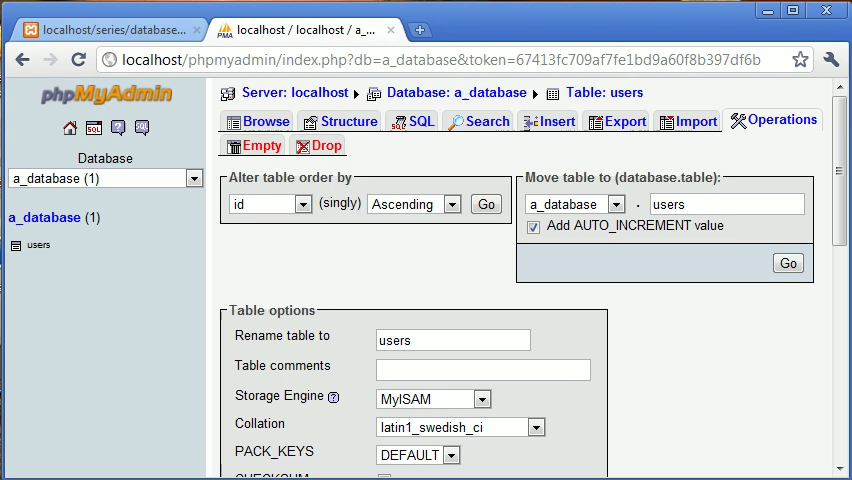 localhost/series/database...
localhost / localhost / a_...
localhost/phpmyadmin/index.php?db=a_database&token=67413fc709af7fe1bd9a60f8b397df6b
phpMyAdmin
SQL
Database
a_database (1)
a_database (1)
users
Server: localhost Database: a_database Table: users
Browse Structure SQL Search Insert Export Import Operations
Empty Drop
Alter table order by
id (singly) Ascending Go
Move table to (database.table):
a_database . users
Add AUTO_INCREMENT value
Go
Table options
Rename table to users
Table comments
Storage Engine MyISAM
Collation latin1_swedish_ci
PACK_KEYS DEFAULT